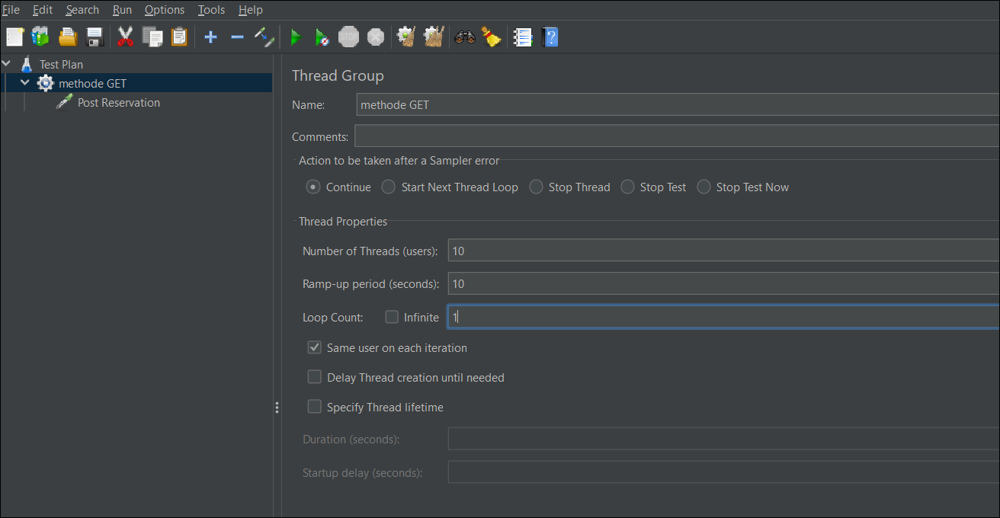 File Edit Search Run Options Tools Help
STOP
?
Test Plan
methode GET
Post Reservation
Thread Group
Name: methode GET
Comments:
Action to be taken after a Sampler error
Continue Start Next Thread Loop Stop Thread Stop Test Stop Test Now
Thread Properties
Number of Threads (users): 10
Ramp-up period (seconds): 10
Loop Count: Infinite 1
Same user on each iteration
Delay Thread creation until needed
Specify Thread lifetime
Duration (seconds):
Startup delay (seconds):